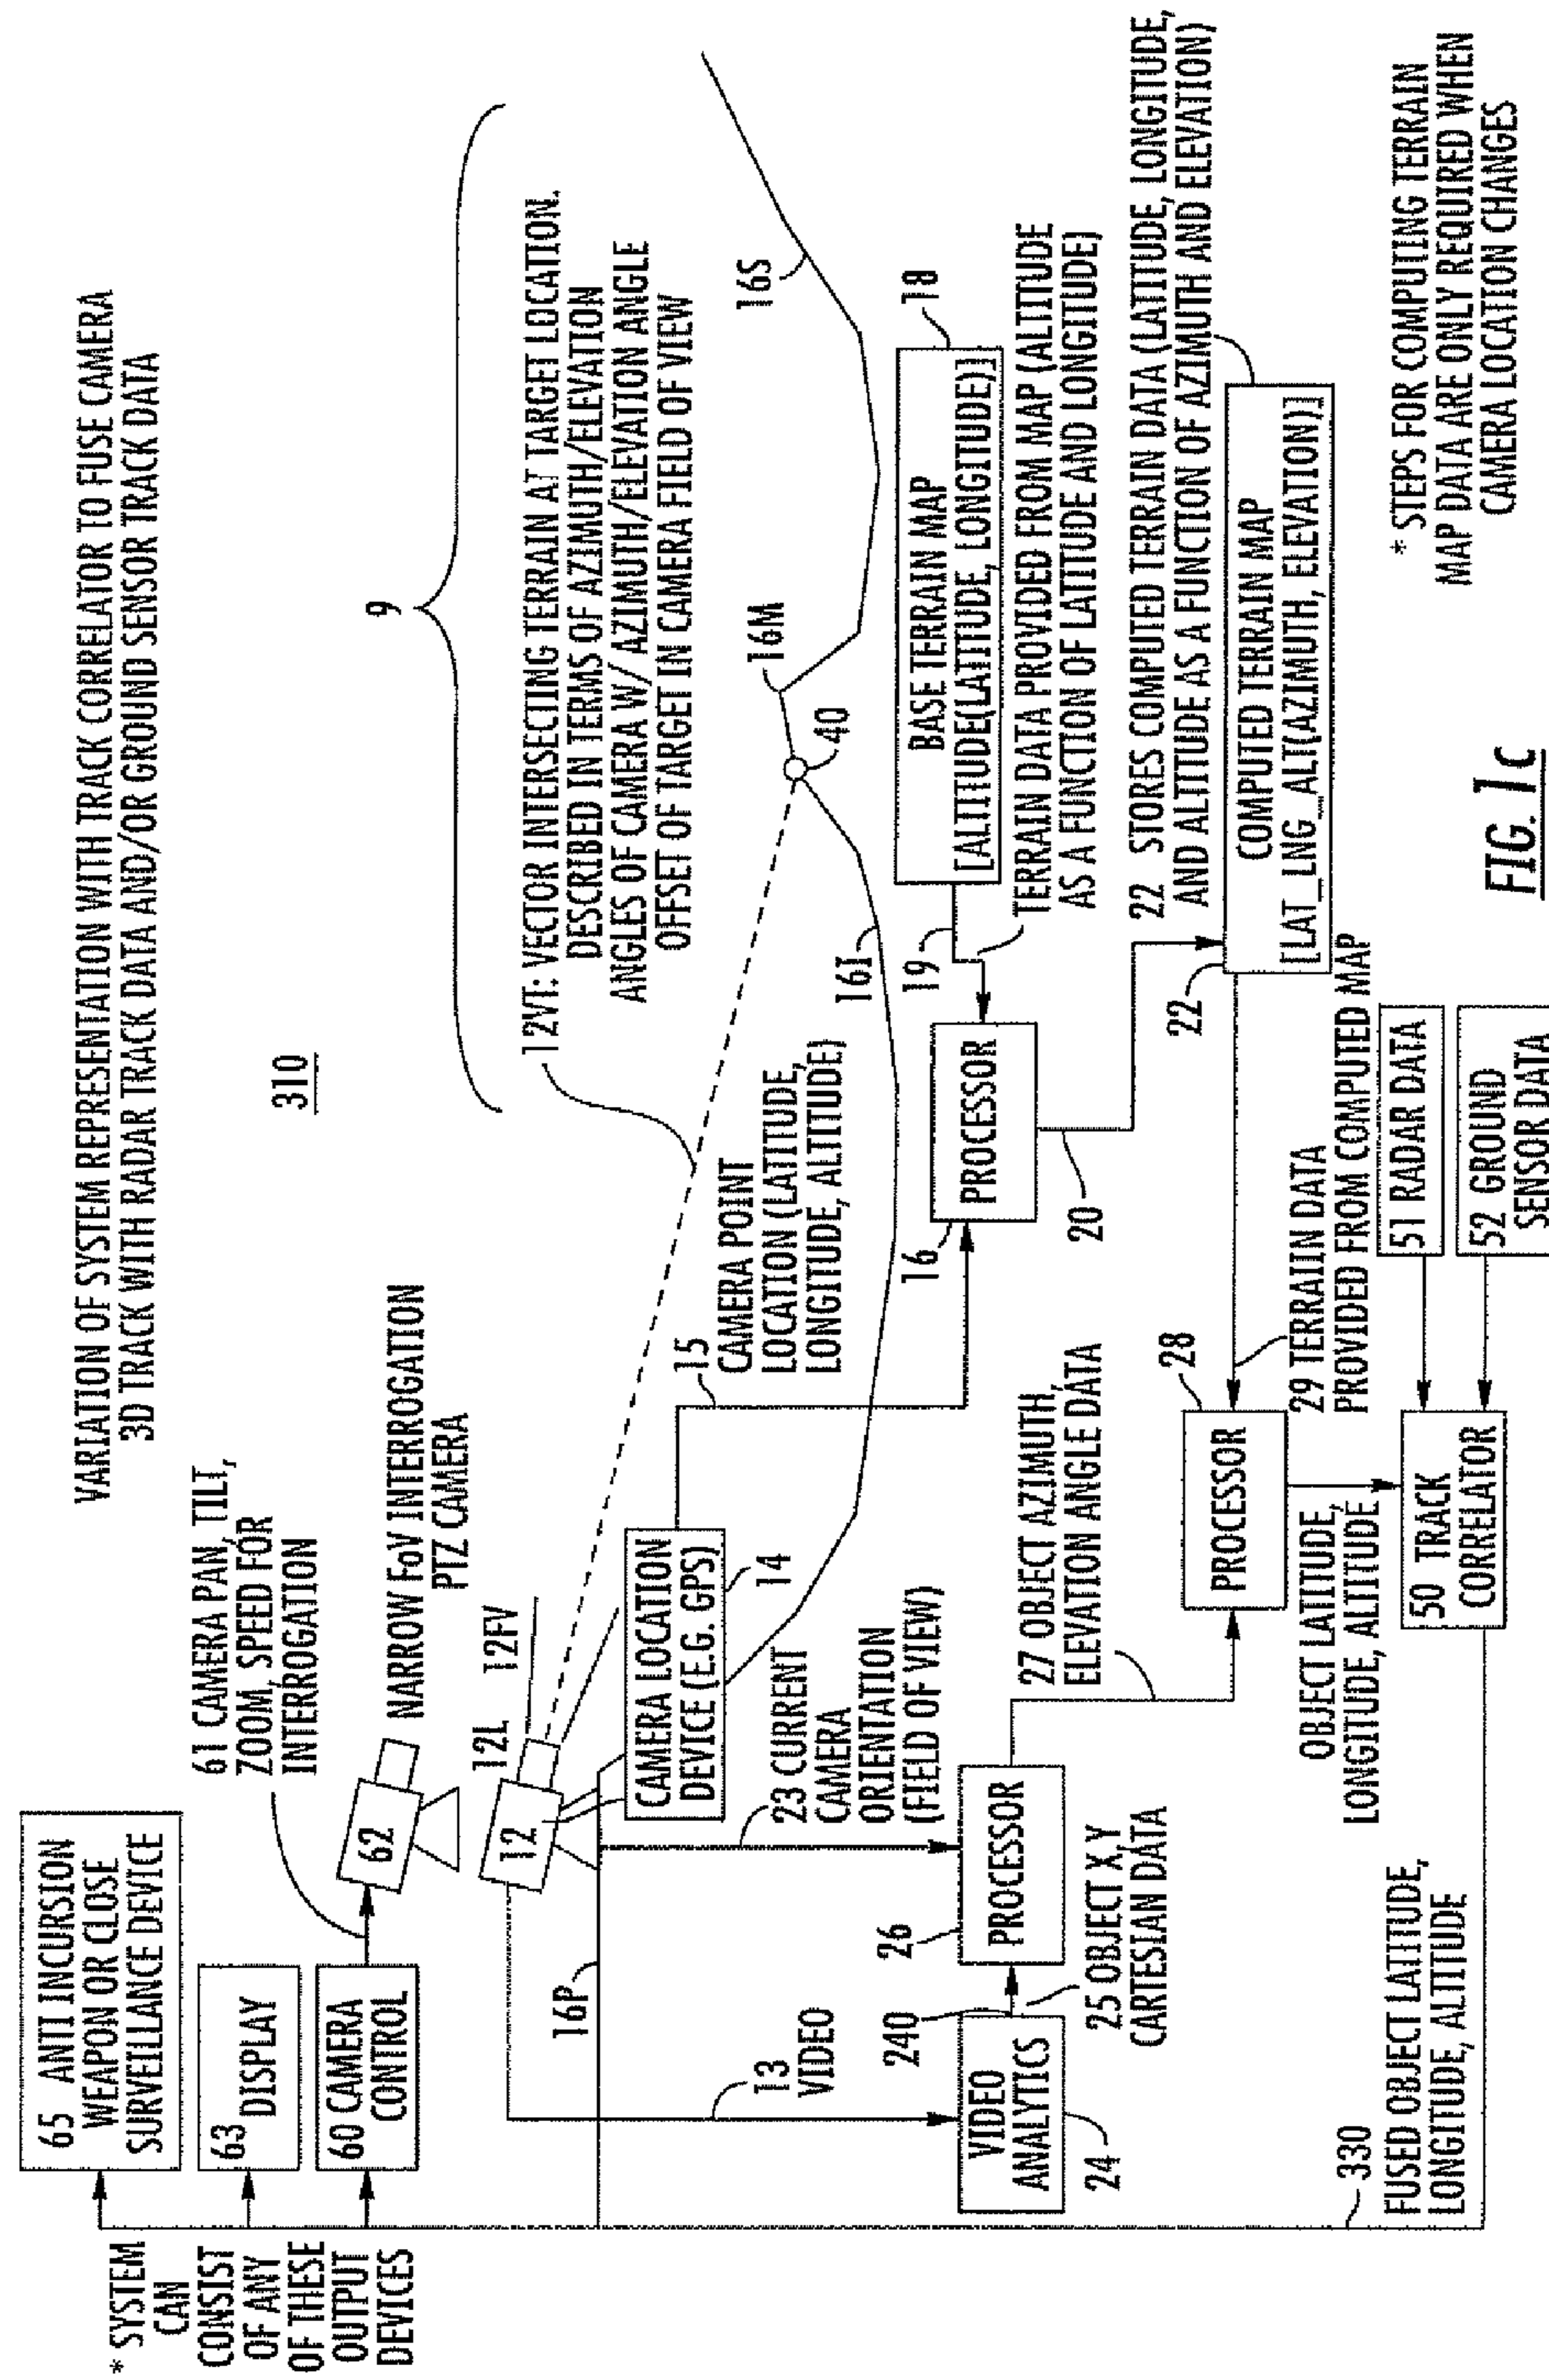 VARIATION OF SYSTEM REPRESENTATION WITH TRACK CORRELATOR TO FUSE CAMERA
3D TRACK WITH RADAR TRACK DATA AND/OR GROUND SENSOR TRACK DATA
310
9
* SYSTEM
CAN
CONSIST
OF ANY
OF THESE
OUTPUT
DEVICES
65 ANTI INCURSION
WEAPON OR CLOSE
SURVEILLANCE DEVICE
63 DISPLAY
60 CAMERA
CONTROL
61 CAMERA PAN, TILT,
ZOOM, SPEED FOR
INTERROGATION
62
NARROW FoV INTERROGATION
PTZ CAMERA
12L
12FV
12
12VT: VECTOR INTERSECTING TERRAIN AT TARGET LOCATION.
DESCRIBED IN TERMS OF AZIMUTH/ELEVATION
ANGLES OF CAMERA W/ AZIMUTH/ELEVATION ANGLE
OFFSET OF TARGET IN CAMERA FIELD OF VIEW
16P
CAMERA LOCATION
DEVICE (E.G. GPS)
14
15
CAMERA POINT
LOCATION (LATITUDE,
LONGITUDE, ALTITUDE)
16I
40
16M
16S
13
VIDEO
23 CURRENT
CAMERA
ORIENTATION
(FIELD OF VIEW)
16
PROCESSOR
19
BASE TERRAIN MAP
[ALTITUDE(LATITUDE, LONGITUDE)]
18
TERRAIN DATA PROVIDED FROM MAP (ALTITUDE
AS A FUNCTION OF LATITUDE AND LONGITUDE)
20
22 STORES COMPUTED TERRAIN DATA (LATITUDE, LONGITUDE,
AND ALTITUDE AS A FUNCTION OF AZIMUTH AND ELEVATION)
VIDEO
ANALYTICS
24
240
25 OBJECT X,Y
CARTESIAN DATA
26
PROCESSOR
27 OBJECT AZIMUTH,
ELEVATION ANGLE DATA
28
PROCESSOR
22
COMPUTED TERRAIN MAP
[LAT_LNG_ALT(AZIMUTH, ELEVATION)]
29 TERRAIIN DATA
PROVIDED FROM COMPUTED MAP
OBJECT LATITUDE,
LONGITUDE, ALTITUDE
50 TRACK
CORRELATOR
51 RADAR DATA
52 GROUND
SENSOR DATA
330
FUSED OBJECT LATITUDE,
LONGITUDE, ALTITUDE
* STEPS FOR COMPUTING TERRAIN
MAP DATA ARE ONLY REQUIRED WHEN
CAMERA LOCATION CHANGES
FIG. 1c